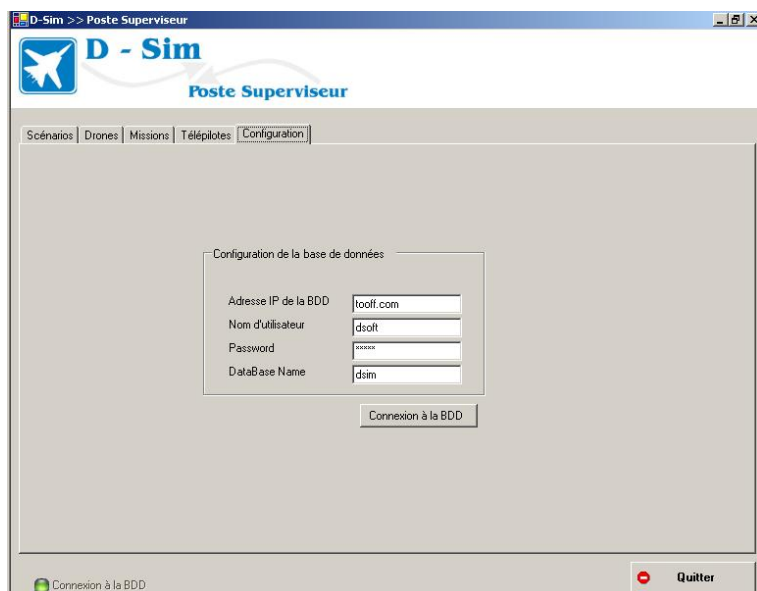 D-Sim >> Poste Superviseur
D - Sim
Poste Superviseur
Scénarios Drones Missions Télépilotes Configuration
Configuration de la base de données
Adresse IP de la BDD tooff.com
Nom d'utilisateur dsoft
Password *****
DataBase Name dsim
Connexion à la BDD
Connexion à la BDD
Quitter